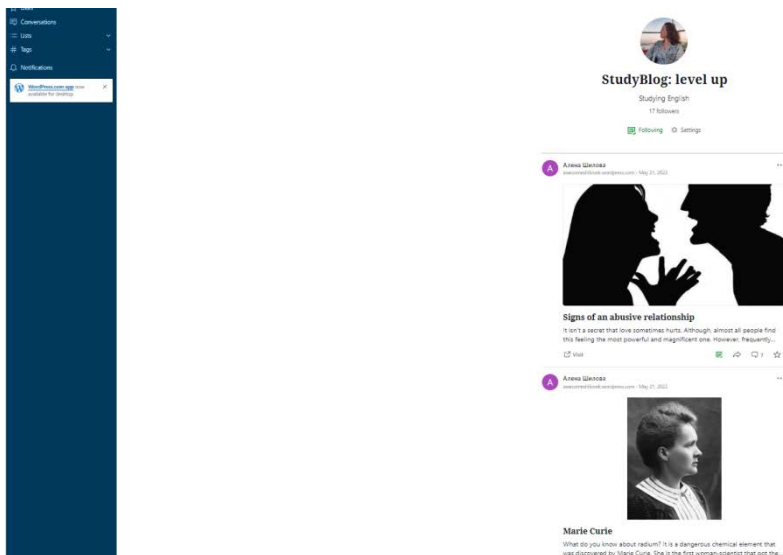 Conversations
Lists
# Tags
Notifications
WordPress.com app now
available for desktop
StudyBlog: level up
Studying English
17 followers
Following Settings
Алена Шелова
May 21, 2022
Signs of an abusive relationship
It isn't a secret that love sometimes hurts. Although, almost all people find
this feeling the most powerful and magnificent one. However, frequently...
Visit
Алена Шелова
May 21, 2022
Marie Curie
What do you know about radium? It is a dangerous chemical element that
was discovered by Marie Curie. She is the first woman-scientist that got the